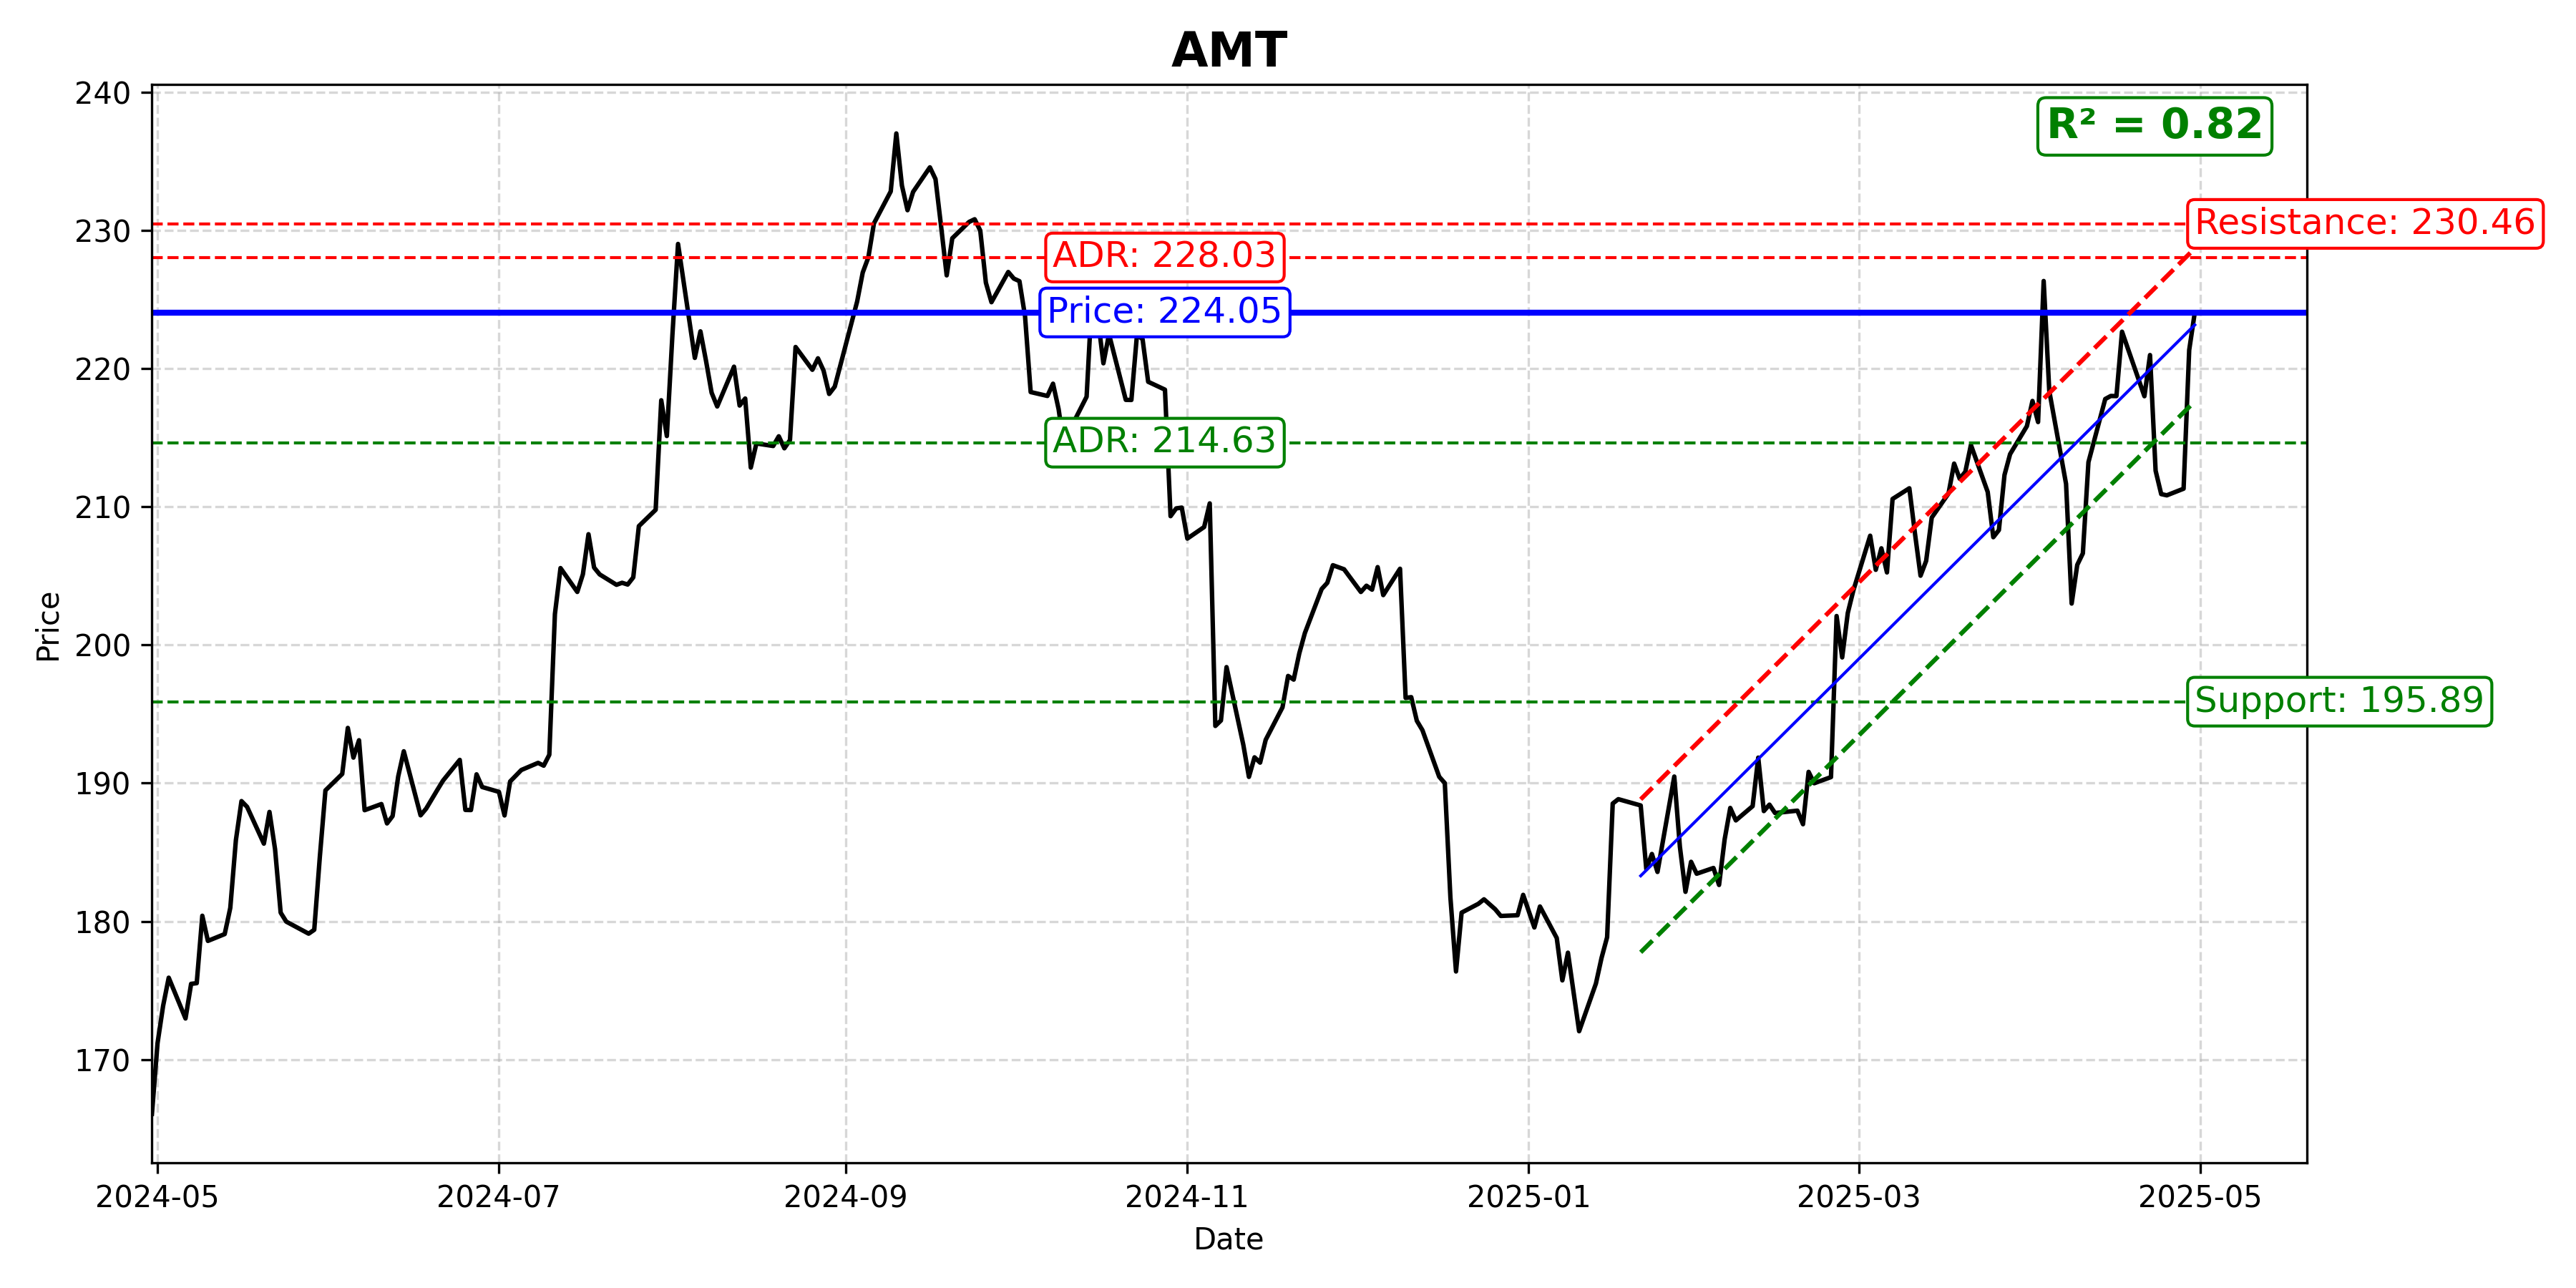 AMT
240
R² = 0.82
230
Resistance: 230.46
ADR: 228.03
Price: 224.05
220
ADR: 214.63
210
200
Price
Support: 195.89
190
180
170
2024-05
2024-07
2024-09
2024-11
2025-01
2025-03
2025-05
Date